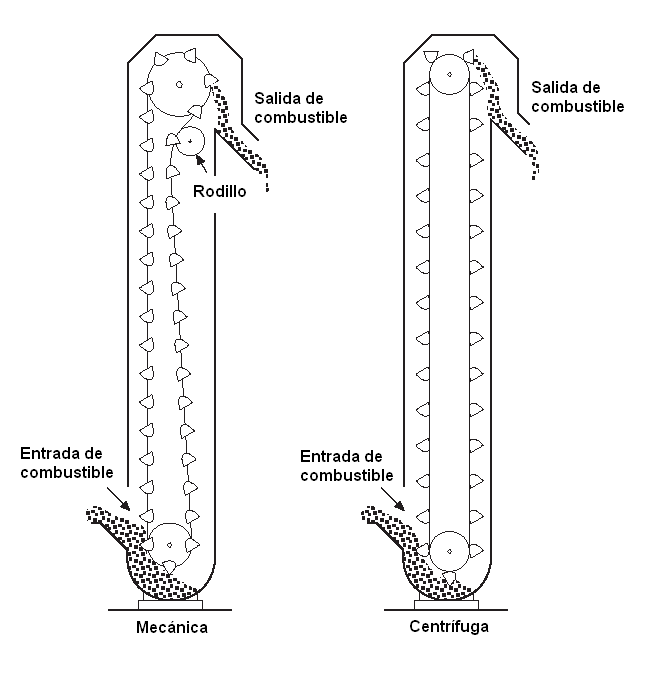 Salida de
combustible
Rodillo
Entrada de
combustible
Mecánica
Salida de
combustible
Entrada de
combustible
Centrífuga